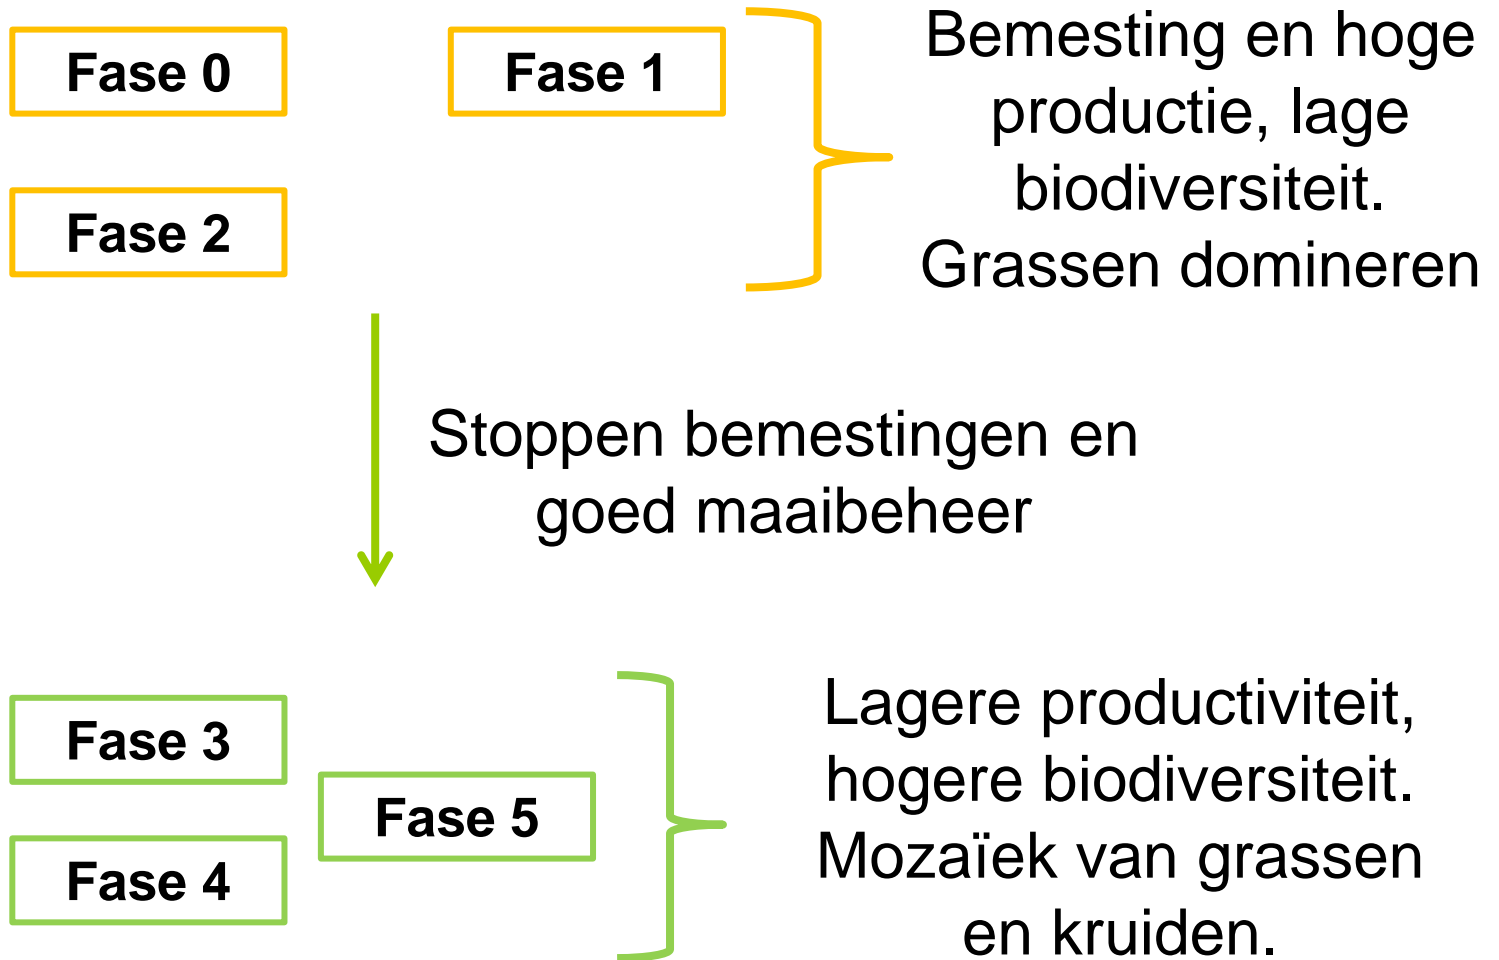 Fase 0
Fase 1
Fase 2
Bemesting en hoge
productie, lage
biodiversiteit.
Grassen domineren
Stoppen bemestingen en
goed maaibeheer
Fase 3
Fase 5
Fase 4
Lagere productiviteit,
hogere biodiversiteit.
Mozaïek van grassen
en kruiden.